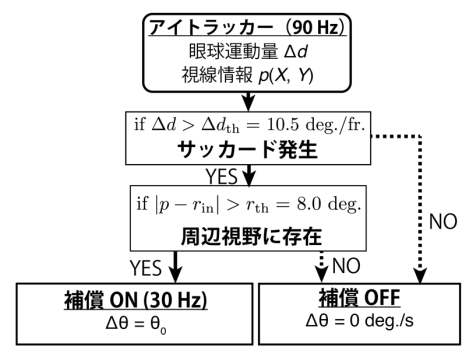 アイトラッカー（90 Hz）
眼球運動量 Δd
視線情報 p(X, Y)
if Δd > Δd_th = 10.5 deg./fr.
サッカード発生
YES
NO
if |p − r_in| > r_th = 8.0 deg.
周辺視野に存在
YES
NO
補償 ON (30 Hz)
Δθ = θ₀
補償 OFF
Δθ = 0 deg./s